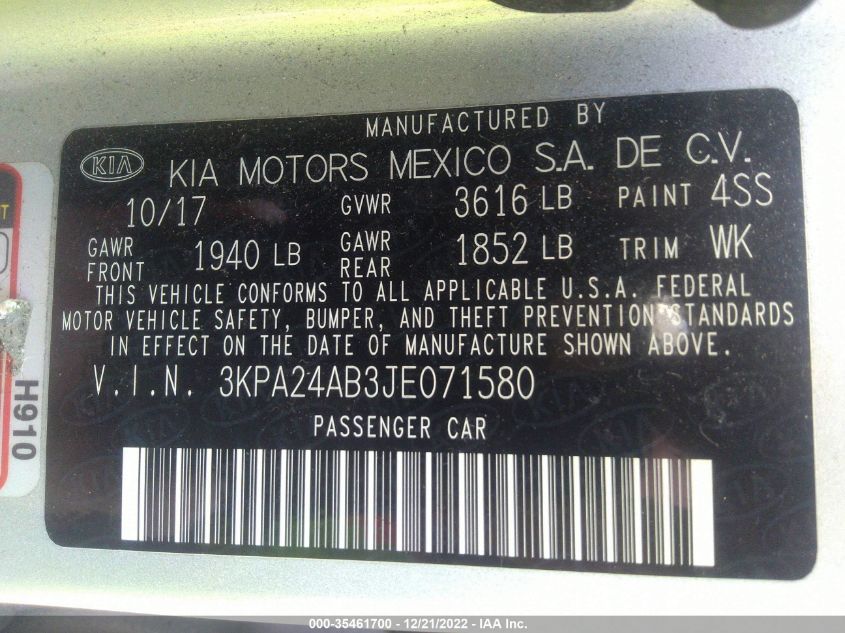 MANUFACTURED BY
KIA KIA MOTORS MEXICO S.A. DE C.V.
10/17 GVWR 3616 LB PAINT 4SS
GAWR FRONT 1940 LB GAWR REAR 1852 LB TRIM WK
THIS VEHICLE CONFORMS TO ALL APPLICABLE U.S.A. FEDERAL
MOTOR VEHICLE SAFETY, BUMPER, AND THEFT PREVENTION STANDARDS
IN EFFECT ON THE DATE OF MANUFACTURE SHOWN ABOVE.
V.I.N. 3KPA24AB3JE071580
PASSENGER CAR
H910
000-35461700 - 12/21/2022 - IAA Inc.